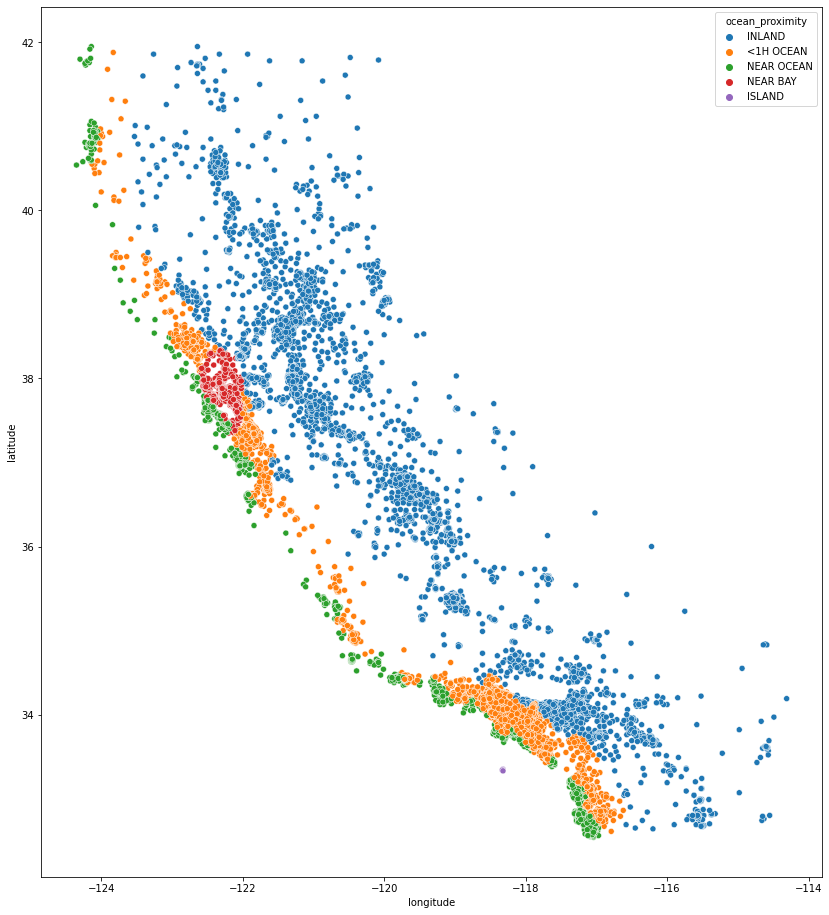 ocean_proximity
INLAND
<1H OCEAN
NEAR OCEAN
NEAR BAY
ISLAND
latitude
42
40
38
36
34
−124
−122
−120
−118
−116
−114
longitude